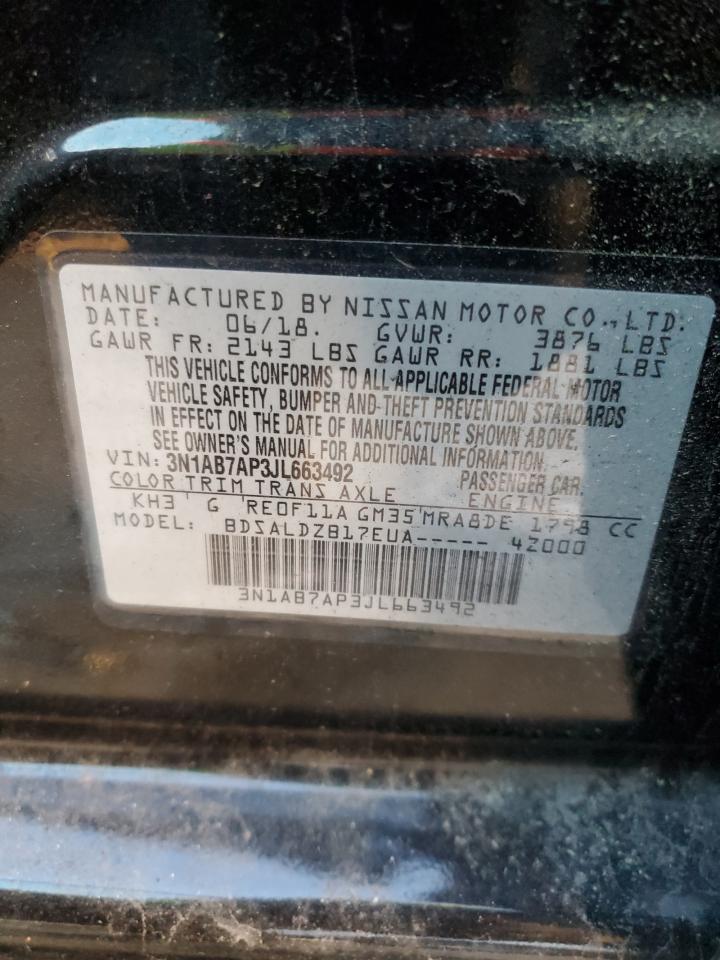 MANUFACTURED BY NISSAN MOTOR CO., LTD.
DATE: 06/18. GVWR: 3876 LBS
GAWR FR: 2143 LBS GAWR RR: 1881 LBS
THIS VEHICLE CONFORMS TO ALL APPLICABLE FEDERAL MOTOR
VEHICLE SAFETY, BUMPER AND THEFT PREVENTION STANDARDS
IN EFFECT ON THE DATE OF MANUFACTURE SHOWN ABOVE.
SEE OWNER'S MANUAL FOR ADDITIONAL INFORMATION.
VIN: 3N1AB7AP3JL663492 PASSENGER CAR.
COLOR TRIM TRANS AXLE ENGINE
KH3 G RE0F11A GM35 MRA8DE 1798 CC
MODEL: BDSALDZB17EUA----- 4Z000
3N1AB7AP3JL663492